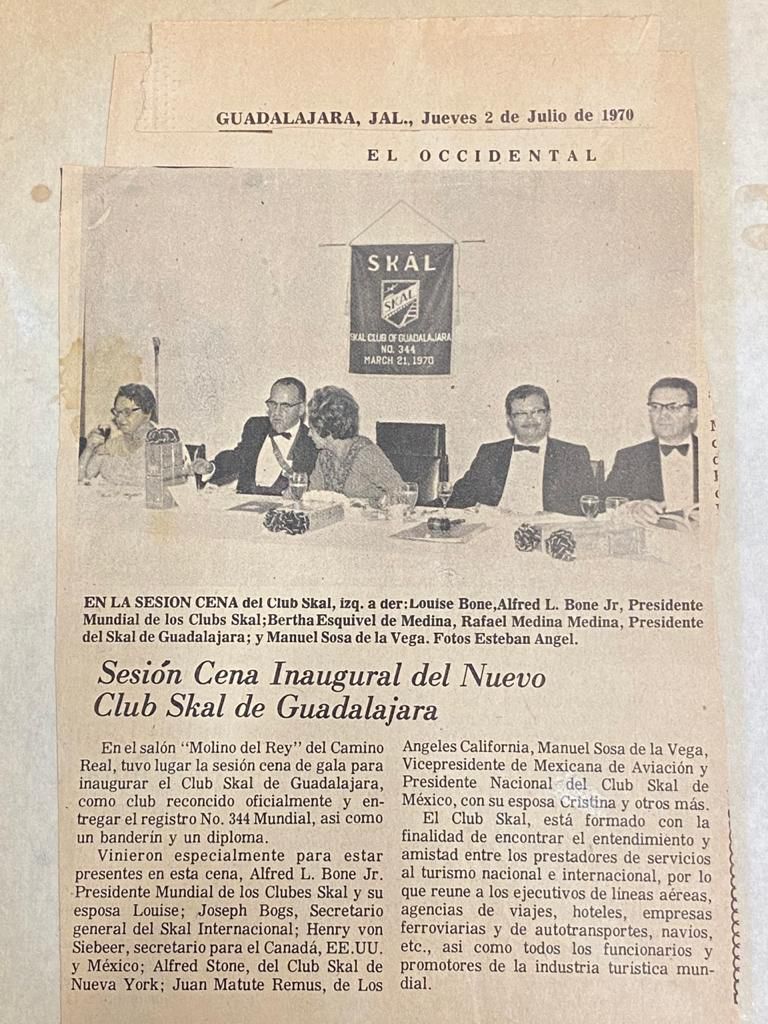 GUADALAJARA, JAL., Jueves 2 de Julio de 1970
EL OCCIDENTAL
SKÅL
SKAL
SKAL CLUB OF GUADALAJARA
NO. 344
MARCH 21, 1970
EN LA SESION CENA del Club Skal, izq. a der:Louise Bone,Alfred L. Bone Jr, Presidente
Mundial de los Clubs Skal;Bertha Esquivel de Medina, Rafael Medina Medina, Presidente
del Skal de Guadalajara; y Manuel Sosa de la Vega. Fotos Esteban Angel.
Sesión Cena Inaugural del Nuevo
Club Skal de Guadalajara
En el salón "Molino del Rey" del Camino
Real, tuvo lugar la sesión cena de gala para
inaugurar el Club Skal de Guadalajara,
como club reconcido oficialmente y en-
tregar el registro No. 344 Mundial, asi como
un banderín y un diploma.
Vinieron especialmente para estar
presentes en esta cena, Alfred L. Bone Jr.
Presidente Mundial de los Clubes Skal y su
esposa Louise; Joseph Bogs, Secretario
general del Skal Internacional; Henry von
Siebeer, secretario para el Canadá, EE.UU.
y México; Alfred Stone, del Club Skal de
Nueva York; Juan Matute Remus, de Los
Angeles California, Manuel Sosa de la Vega,
Vicepresidente de Mexicana de Aviación y
Presidente Nacional del Club Skal de
México, con su esposa Cristina y otros más.
El Club Skal, está formado con la
finalidad de encontrar el entendimiento y
amistad entre los prestadores de servicios
al turismo nacional e internacional, por lo
que reune a los ejecutivos de líneas aéreas,
agencias de viajes, hoteles, empresas
ferroviarias y de autotransportes, navíos,
etc., asi como todos los funcionarios y
promotores de la industria turística mun-
dial.